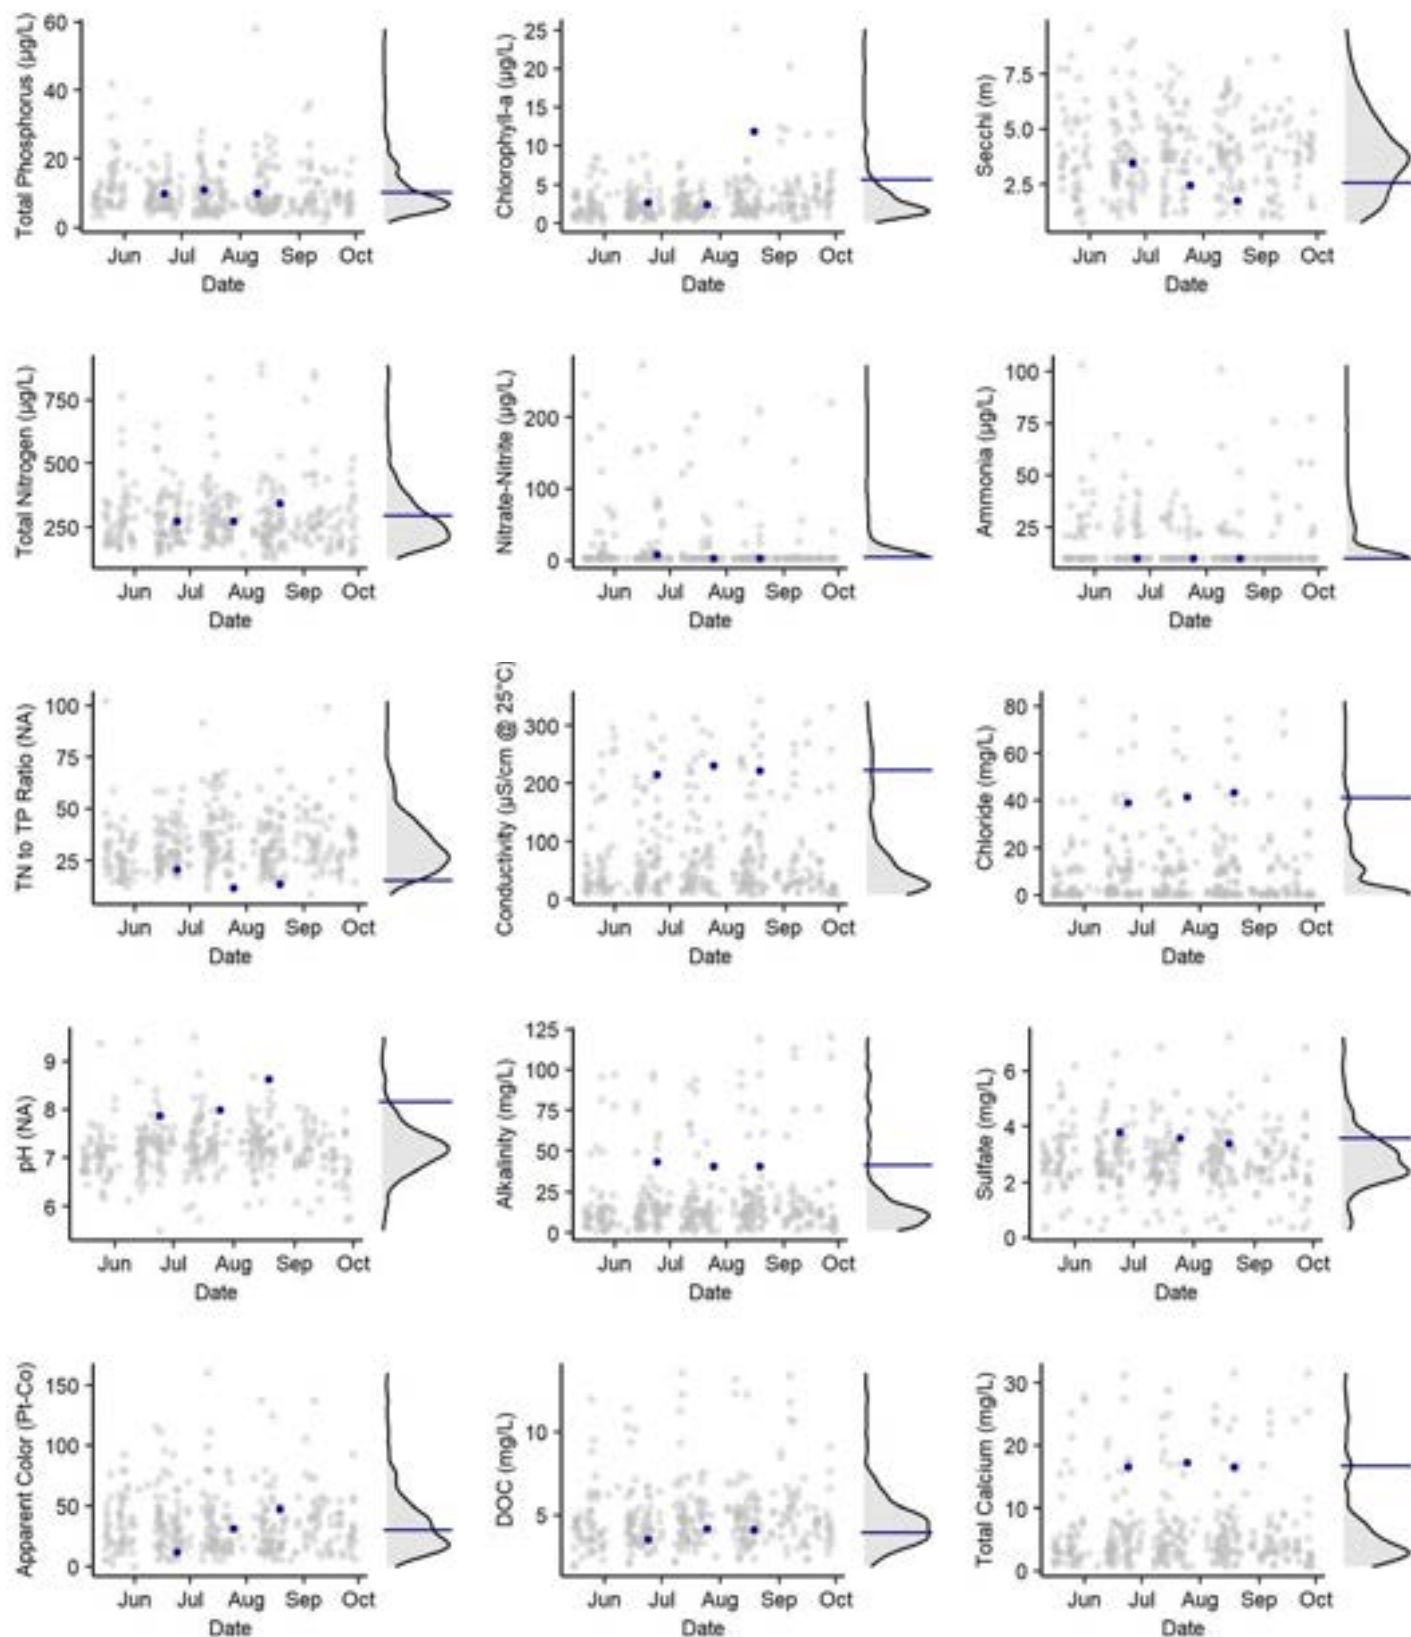 Total Phosphorus (µg/L)
60
40
20
0
Jun Jul Aug Sep Oct
Date
Chlorophyll-a (µg/L)
25
20
15
10
5
0
Jun Jul Aug Sep Oct
Date
Secchi (m)
7.5
5.0
2.5
Jun Jul Aug Sep Oct
Date
Total Nitrogen (µg/L)
750
500
250
Jun Jul Aug Sep Oct
Date
Nitrate-Nitrite (µg/L)
200
100
0
Jun Jul Aug Sep Oct
Date
Ammonia (µg/L)
100
75
50
25
Jun Jul Aug Sep Oct
Date
TN to TP Ratio (NA)
100
75
50
25
Jun Jul Aug Sep Oct
Date
Conductivity (µS/cm @ 25°C)
300
200
100
0
Jun Jul Aug Sep Oct
Date
Chloride (mg/L)
80
60
40
20
0
Jun Jul Aug Sep Oct
Date
pH (NA)
9
8
7
6
Jun Jul Aug Sep Oct
Date
Alkalinity (mg/L)
125
100
75
50
25
0
Jun Jul Aug Sep Oct
Date
Sulfate (mg/L)
6
4
2
0
Jun Jul Aug Sep Oct
Date
Apparent Color (Pt-Co)
150
100
50
0
Jun Jul Aug Sep Oct
Date
DOC (mg/L)
10
5
Jun Jul Aug Sep Oct
Date
Total Calcium (mg/L)
30
20
10
0
Jun Jul Aug Sep Oct
Date